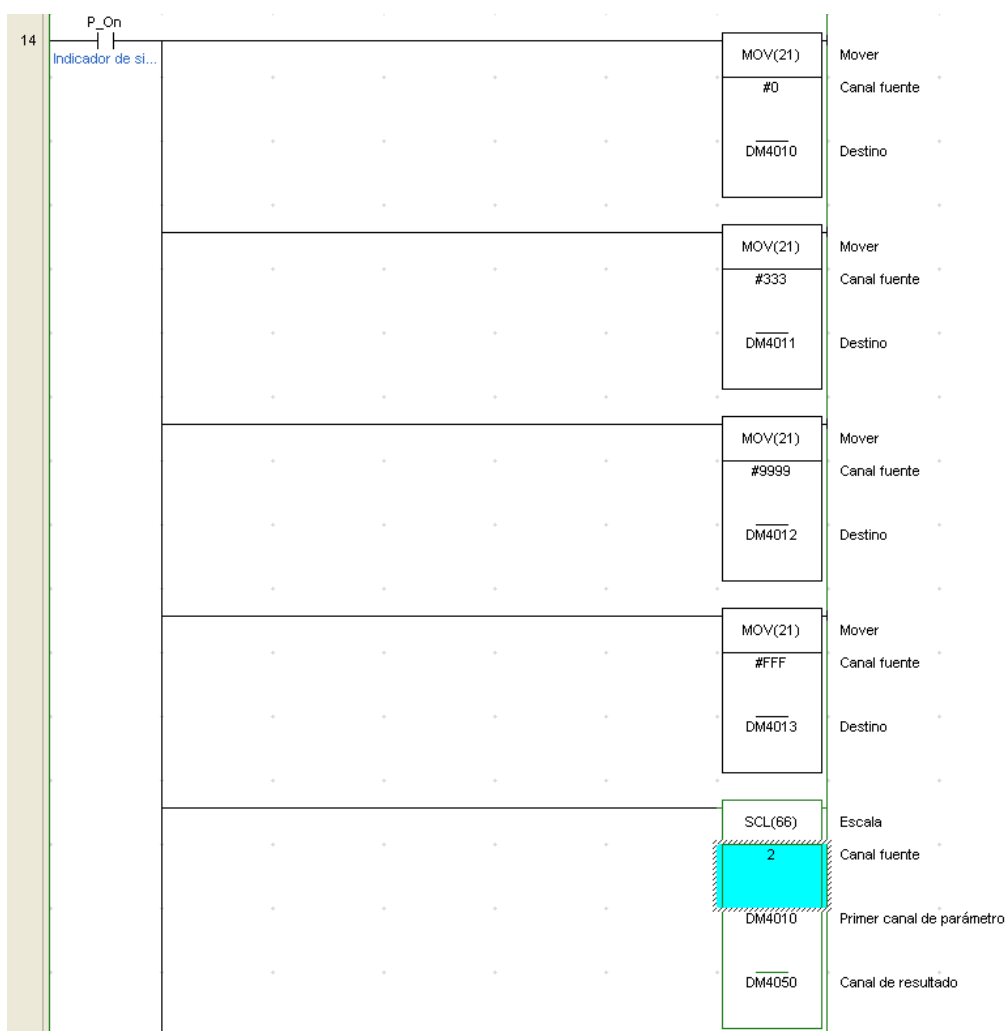 P_On
14
Indicador de si...
MOV(21) Mover
#0 Canal fuente
DM4010 Destino
MOV(21) Mover
#333 Canal fuente
DM4011 Destino
MOV(21) Mover
#9999 Canal fuente
DM4012 Destino
MOV(21) Mover
#FFF Canal fuente
DM4013 Destino
SCL(66) Escala
2 Canal fuente
DM4010 Primer canal de parámetro
DM4050 Canal de resultado